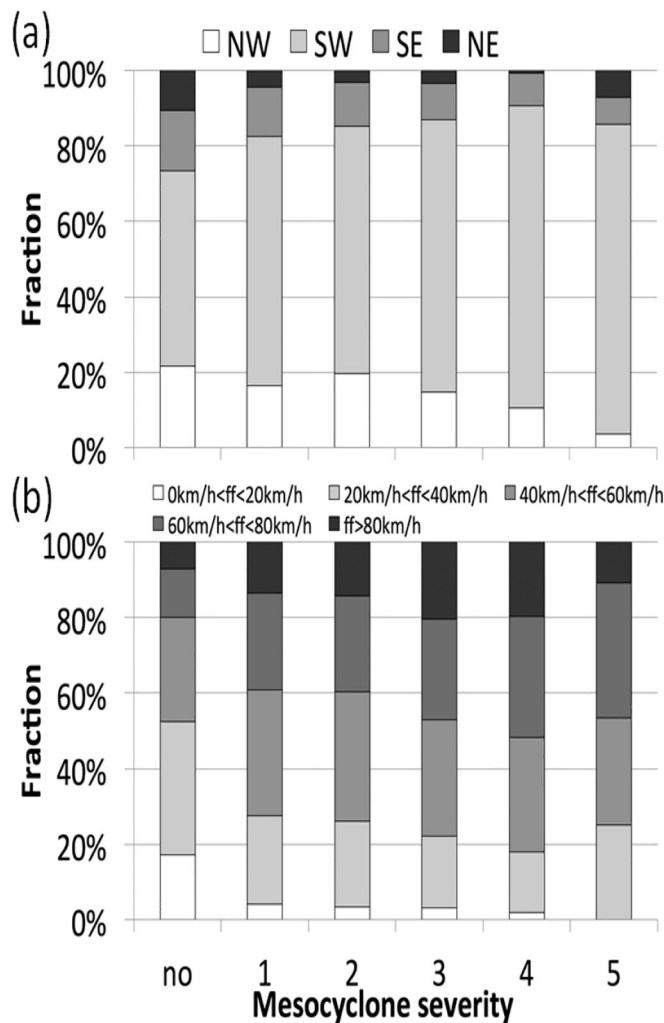 (a)
NW SW SE NE
100%
80%
60%
40%
20%
0%
Fraction
(b)
0km/h<ff<20km/h 20km/h<ff<40km/h 40km/h<ff<60km/h
60km/h<ff<80km/h ff>80km/h
100%
80%
60%
40%
20%
0%
Fraction
no 1 2 3 4 5
Mesocyclone severity